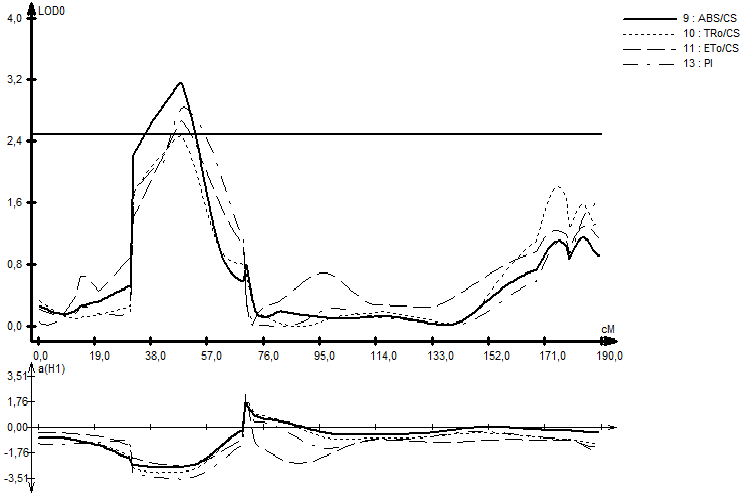 4,0 LOD0
9 : ABS/CS
10 : TRo/CS
11 : ETo/CS
13 : PI
3,2
2,4
1,6
0,8
0,0
cM
0,0 19,0 38,0 57,0 76,0 95,0 114,0 133,0 152,0 171,0 190,0
a(H1)
3,51
1,76
0,00
-1,76
-3,51